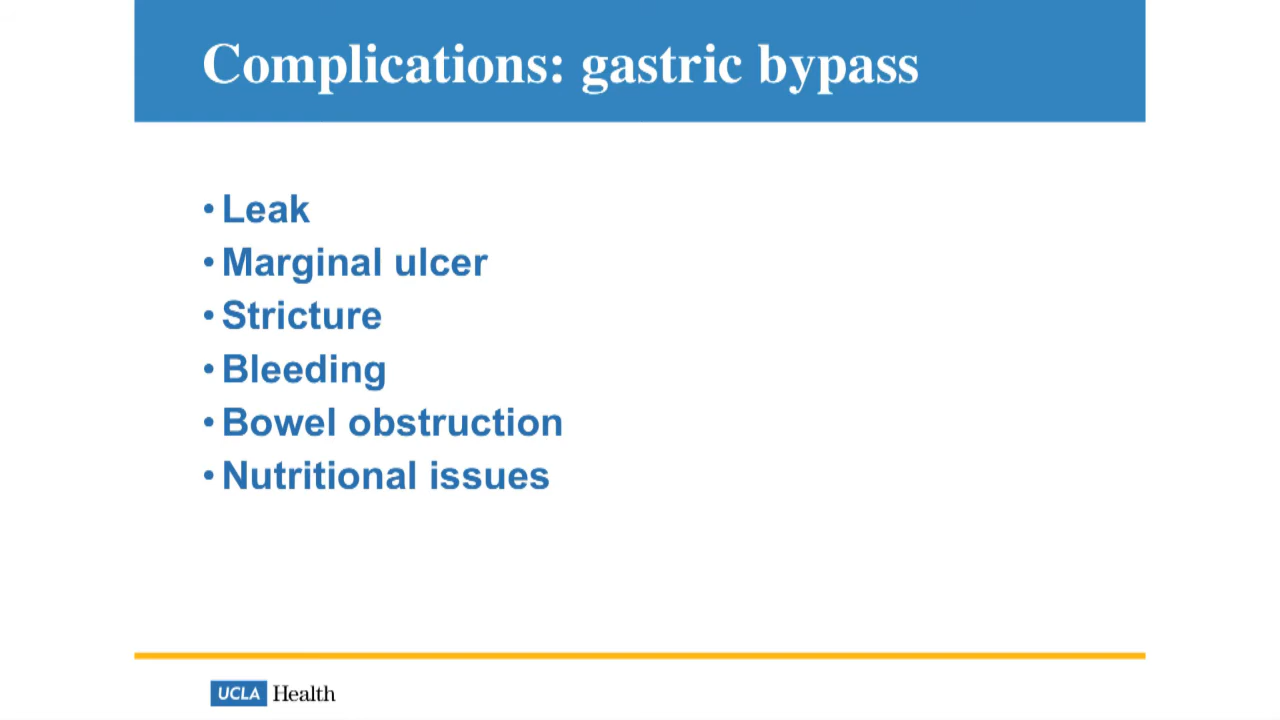 Complications: gastric bypass
• Leak
• Marginal ulcer
• Stricture
• Bleeding
• Bowel obstruction
• Nutritional issues
UCLA Health